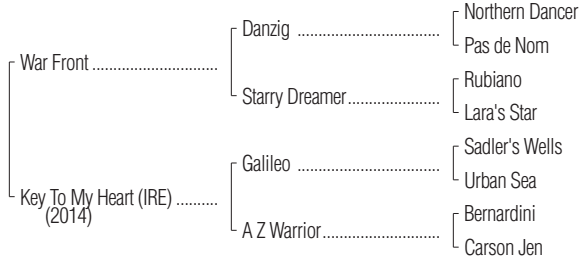 Northern Dancer
Danzig ................................
Pas de Nom
War Front .............................
Rubiano
Starry Dreamer.....................
Lara's Star
Sadler's Wells
Galileo ................................
Urban Sea
Key To My Heart (IRE) ..........
(2014)
Bernardini
A Z Warrior...........................
Carson Jen